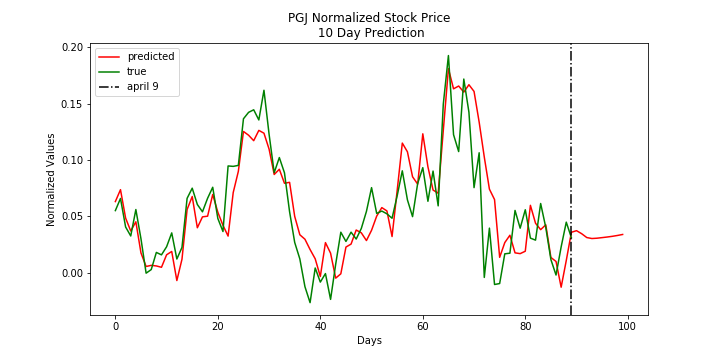 PGJ Normalized Stock Price
10 Day Prediction
predicted
true
april 9
Normalized Values
0.20
0.15
0.10
0.05
0.00
0
20
40
60
80
100
Days